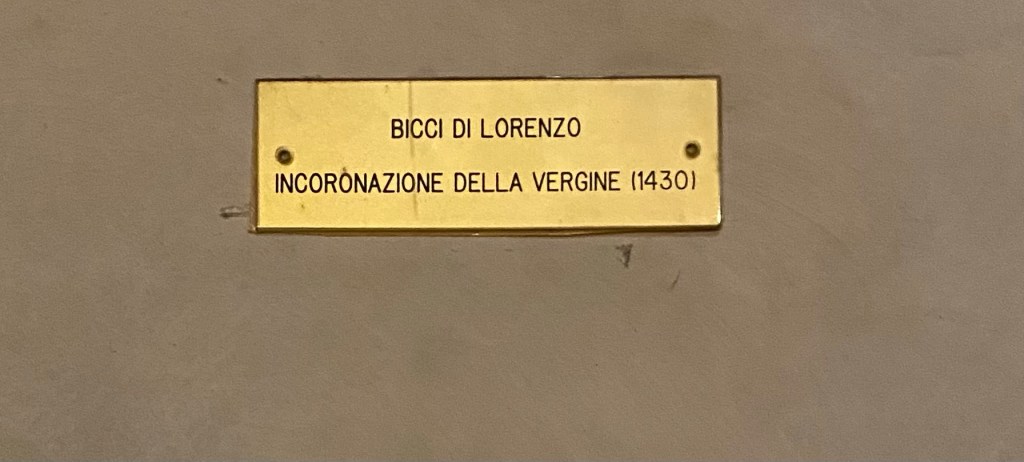 BICCI DI LORENZO
INCORONAZIONE DELLA VERGINE (1430)